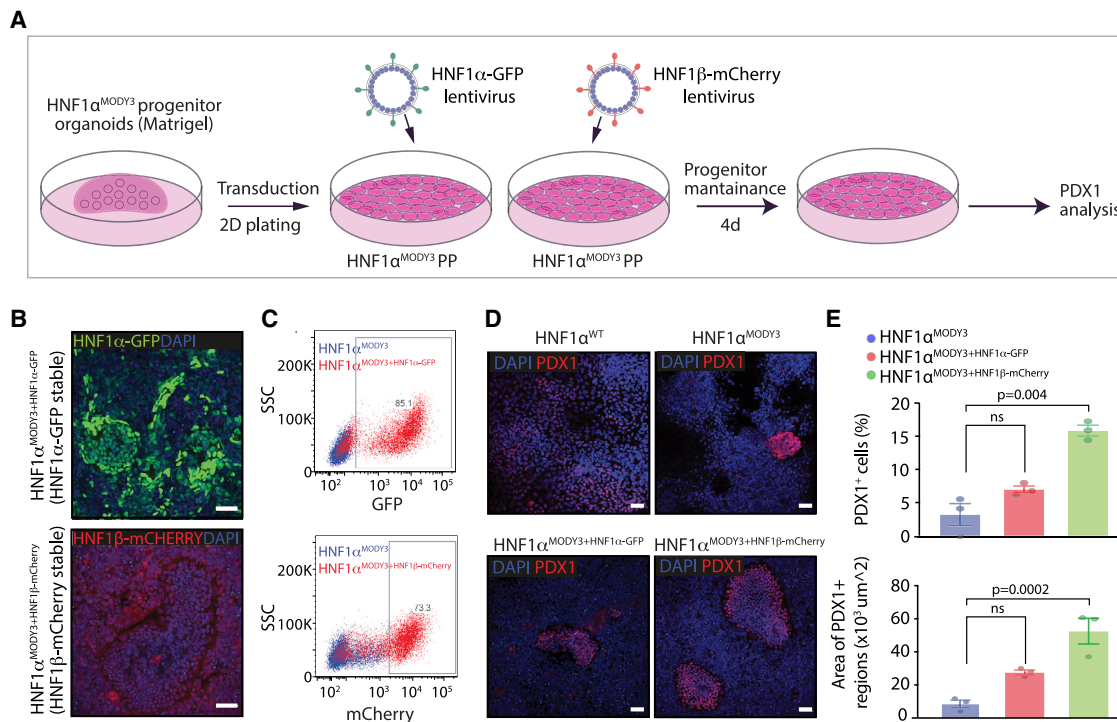 A
HNF1α^MODY3 progenitor
organoids (Matrigel)
HNF1α-GFP
lentivirus
HNF1β-mCherry
lentivirus
Transduction
2D plating
HNF1α^MODY3 PP
HNF1α^MODY3 PP
Progenitor
mantainance
4d
PDX1
analysis
B
HNF1α^MODY3+HNF1α-GFP
(HNF1α-GFP stable)
HNF1α-GFPDAPI
HNF1α^MODY3+HNF1β-mCherry
(HNF1β-mCherry stable)
HNF1β-mCHERRYDAPI
C
HNF1α^MODY3
HNF1α^MODY3+HNF1α-GFP
85.1
SSC
200K
100K
0
10^2 10^3 10^4 10^5
GFP
HNF1α^MODY3
HNF1α^MODY3+HNF1β-mCherry
73.3
SSC
200K
100K
0
10^2 10^3 10^4 10^5
mCherry
D
HNF1α^WT
DAPI PDX1
HNF1α^MODY3
DAPI PDX1
HNF1α^MODY3+HNF1α-GFP
DAPI PDX1
HNF1α^MODY3+HNF1β-mCherry
DAPI PDX1
E
HNF1α^MODY3
HNF1α^MODY3+HNF1α-GFP
HNF1α^MODY3+HNF1β-mCherry
p=0.004
ns
PDX1^+ cells (%)
20
15
10
5
0
p=0.0002
ns
Area of PDX1+
regions (x10^3 um^2)
80
60
40
20
0